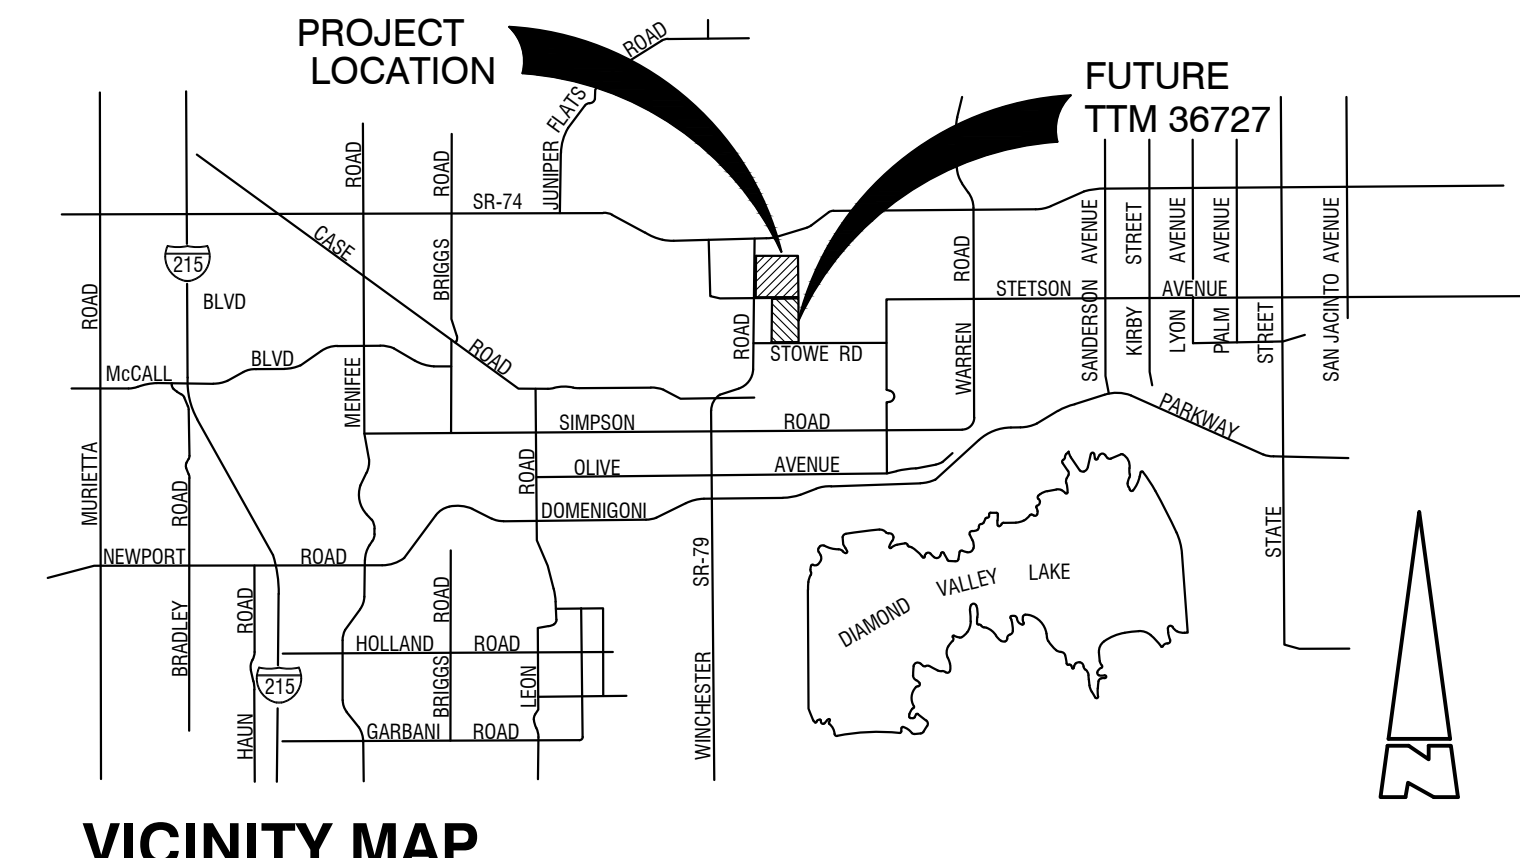 PROJECT
LOCATION
ROAD
FUTURE
TTM 36727
JUNIPER FLATS
ROAD
ROAD
SR-74
CASE
BRIGGS
215
BLVD
ROAD
ROAD
STETSON
AVENUE
SANDERSON AVENUE
KIRBY STREET
LYON AVENUE
PALM AVENUE
STREET
SAN JACINTO AVENUE
ROAD
STOWE RD
WARREN
ROAD
BLVD
McCALL
MENIFEE
SIMPSON
ROAD
PARKWAY
MURIETTA
ROAD
ROAD
OLIVE
AVENUE
DOMENIGONI
STATE
NEWPORT
ROAD
SR-79
DIAMOND VALLEY LAKE
BRADLEY
ROAD
ROAD
HOLLAND
ROAD
215
BRIGGS
LEON
WINCHESTER
HAUN
GARBANI
ROAD
N
VICINITY MAP